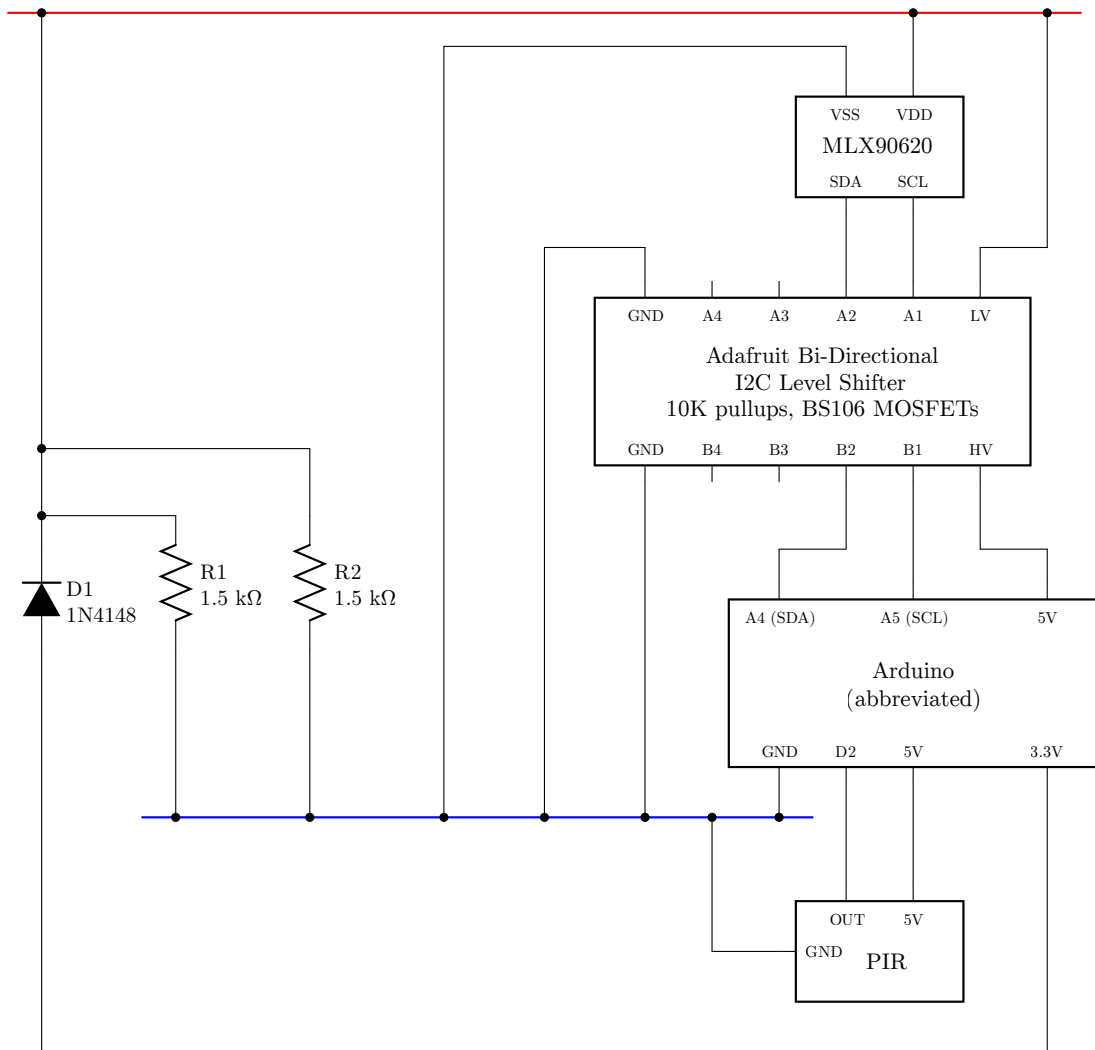 VSS VDD
MLX90620
SDA SCL
GND A4 A3 A2 A1 LV
Adafruit Bi-Directional
I2C Level Shifter
10K pullups, BS106 MOSFETs
GND B4 B3 B2 B1 HV
R1
1.5 kΩ
R2
1.5 kΩ
D1
1N4148
A4 (SDA) A5 (SCL) 5V
Arduino
(abbreviated)
GND D2 5V 3.3V
OUT 5V
GND
PIR